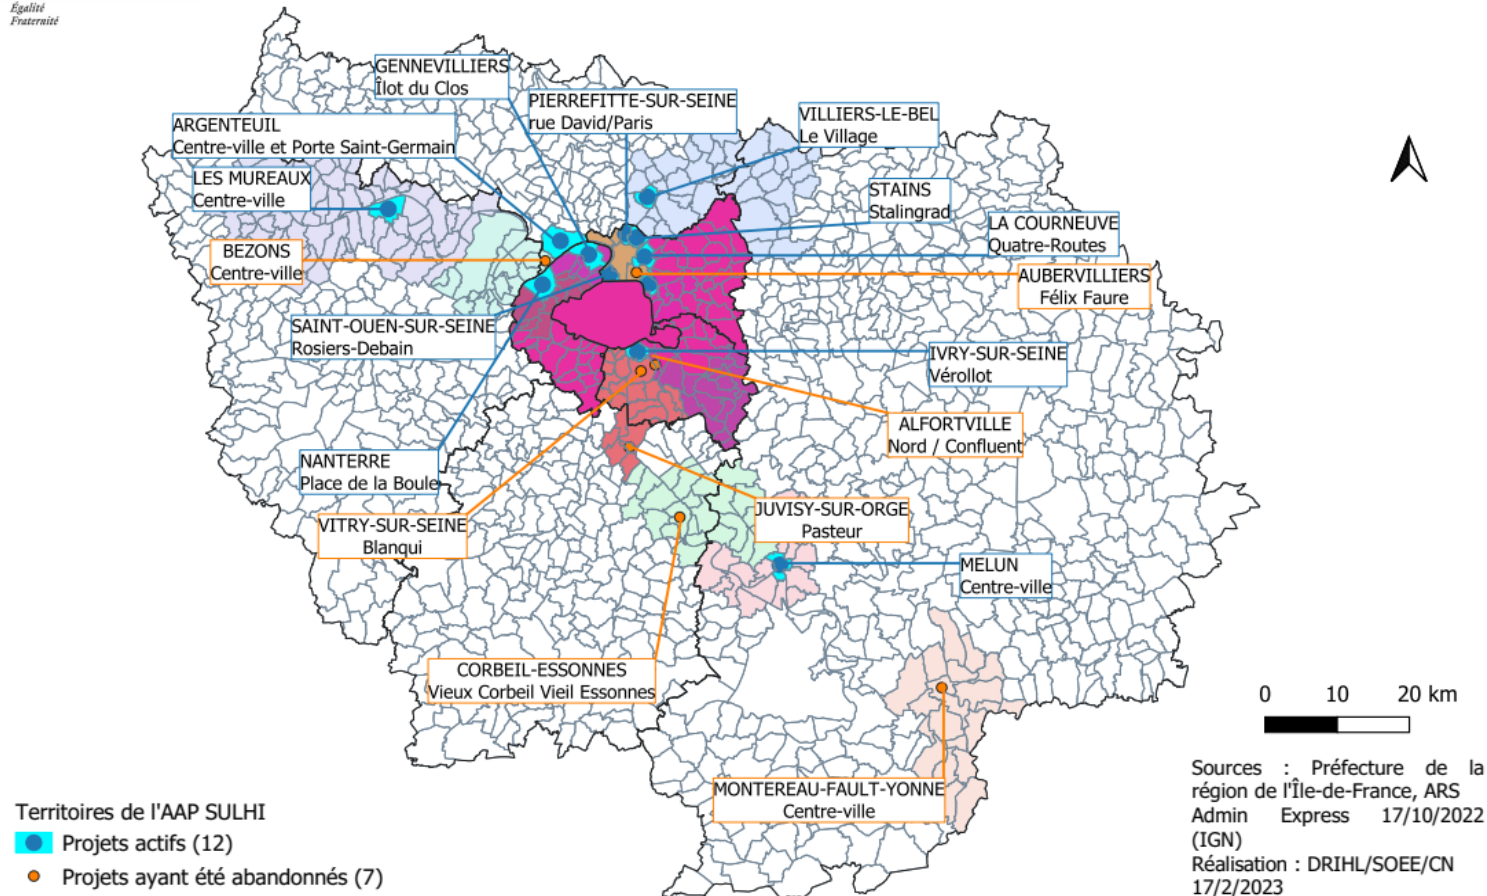 Égalité
Fraternité
GENNEVILLIERS
Îlot du Clos
PIERREFITTE-SUR-SEINE
rue David/Paris
VILLIERS-LE-BEL
Le Village
ARGENTEUIL
Centre-ville et Porte Saint-Germain
LES MUREAUX
Centre-ville
STAINS
Stalingrad
LA COURNEUVE
Quatre-Routes
BEZONS
Centre-ville
AUBERVILLIERS
Félix Faure
SAINT-OUEN-SUR-SEINE
Rosiers-Debain
IVRY-SUR-SEINE
Vérollot
ALFORTVILLE
Nord / Confluent
NANTERRE
Place de la Boule
JUVISY-SUR-ORGE
Pasteur
VITRY-SUR-SEINE
Blanqui
MELUN
Centre-ville
CORBEIL-ESSONNES
Vieux Corbeil Vieil Essonnes
MONTEREAU-FAULT-YONNE
Centre-ville
0 10 20 km
Sources : Préfecture de la
région de l'Île-de-France, ARS
Admin Express 17/10/2022
(IGN)
Réalisation : DRIHL/SOEE/CN
17/2/2023
Territoires de l'AAP SULHI
Projets actifs (12)
Projets ayant été abandonnés (7)